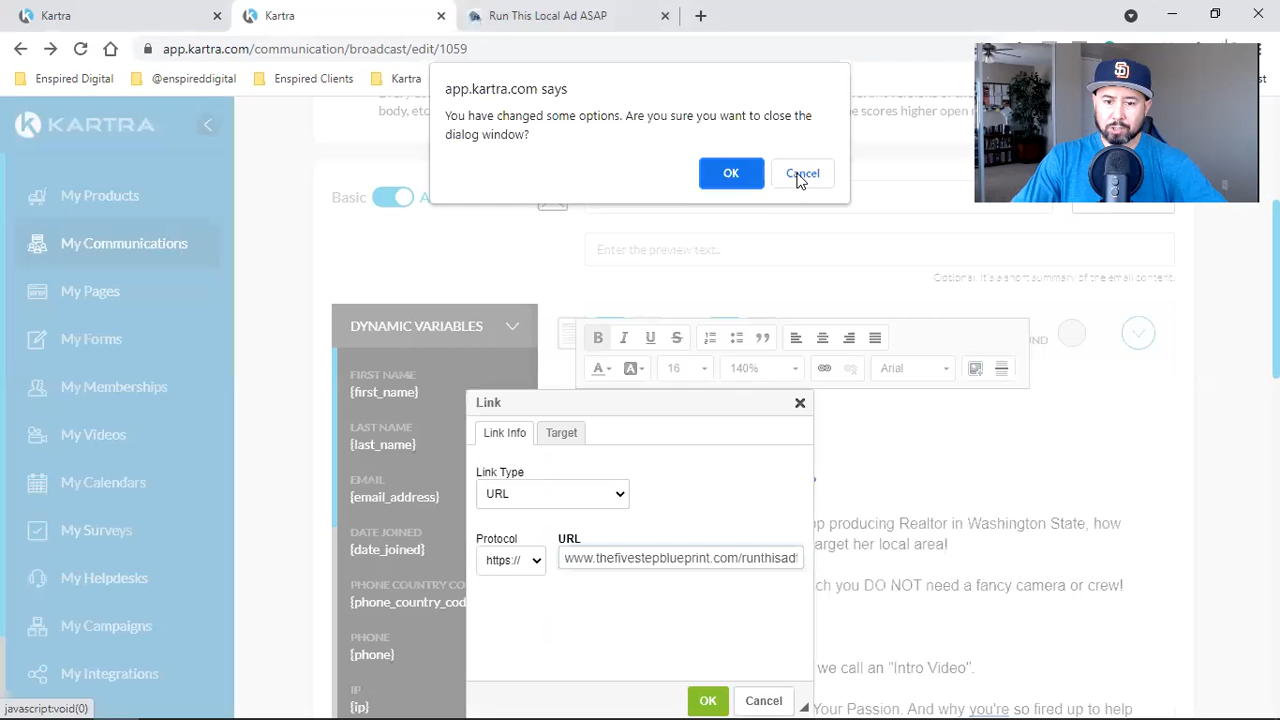 Kartra
Kartra
Run This Local Ad ASAP
app.kartra.com/communication/broadcast/edit/1059
Enspired Digital
@enspireddigital
Enspired Clients
Kartra
app.kartra.com says
You have changed some options. Are you sure you want to close the
dialog window?
OK
Cancel
KARTRA
body, etc
e scores higher open
Basic
A
My Products
My Communications
My Pages
My Forms
My Memberships
My Videos
My Calendars
My Surveys
My Helpdesks
My Campaigns
My Integrations
Enter the preview text..
Optional. It's a short summary of the email content.
DYNAMIC VARIABLES
FIRST NAME
{first_name}
LAST NAME
{last_name}
EMAIL
{email_address}
DATE JOINED
{date_joined}
PHONE COUNTRY CO
{phone_country_cod
PHONE
{phone}
IP
{ip}
B I U S
A A 16 140% Arial
UND
Link
Link Info
Target
Link Type
URL
Protocol
URL
https://
www.thefivestepblueprint.com/runthisad
OK
Cancel
op producing Realtor in Washington State, how
arget her local area!
ch you DO NOT need a fancy camera or crew!
we call an "Intro Video".
Your Passion. And why you're so fired up to help
javascript:void(0)
SD